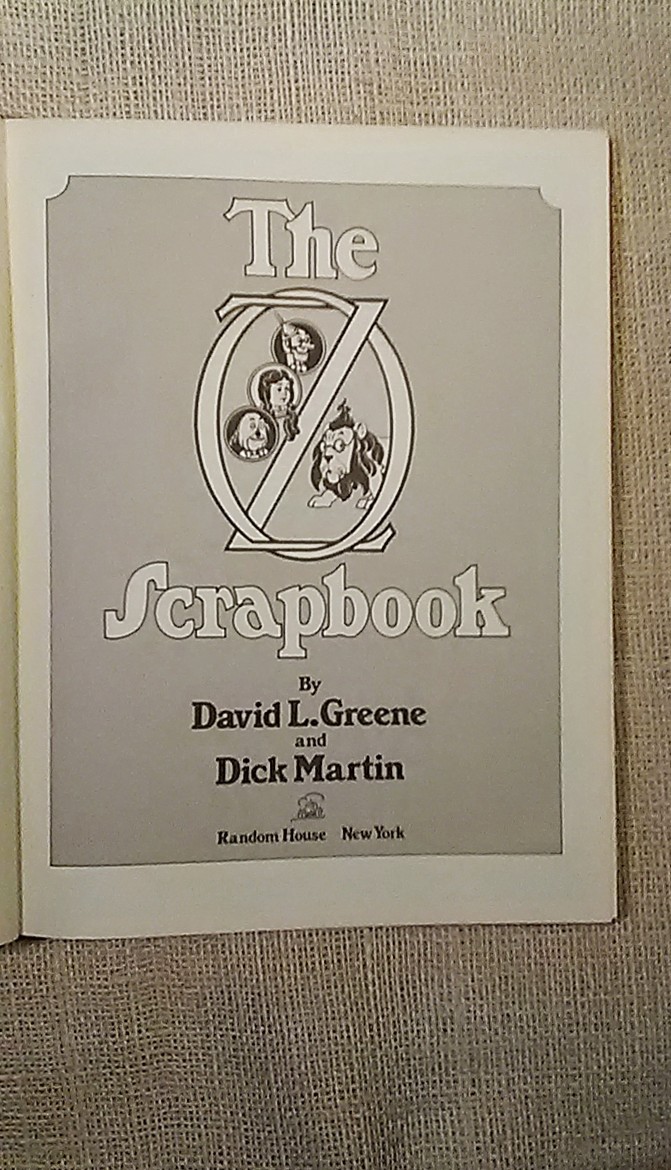 The
OZ
Scrapbook
By
David L.Greene
and
Dick Martin
Random House New York